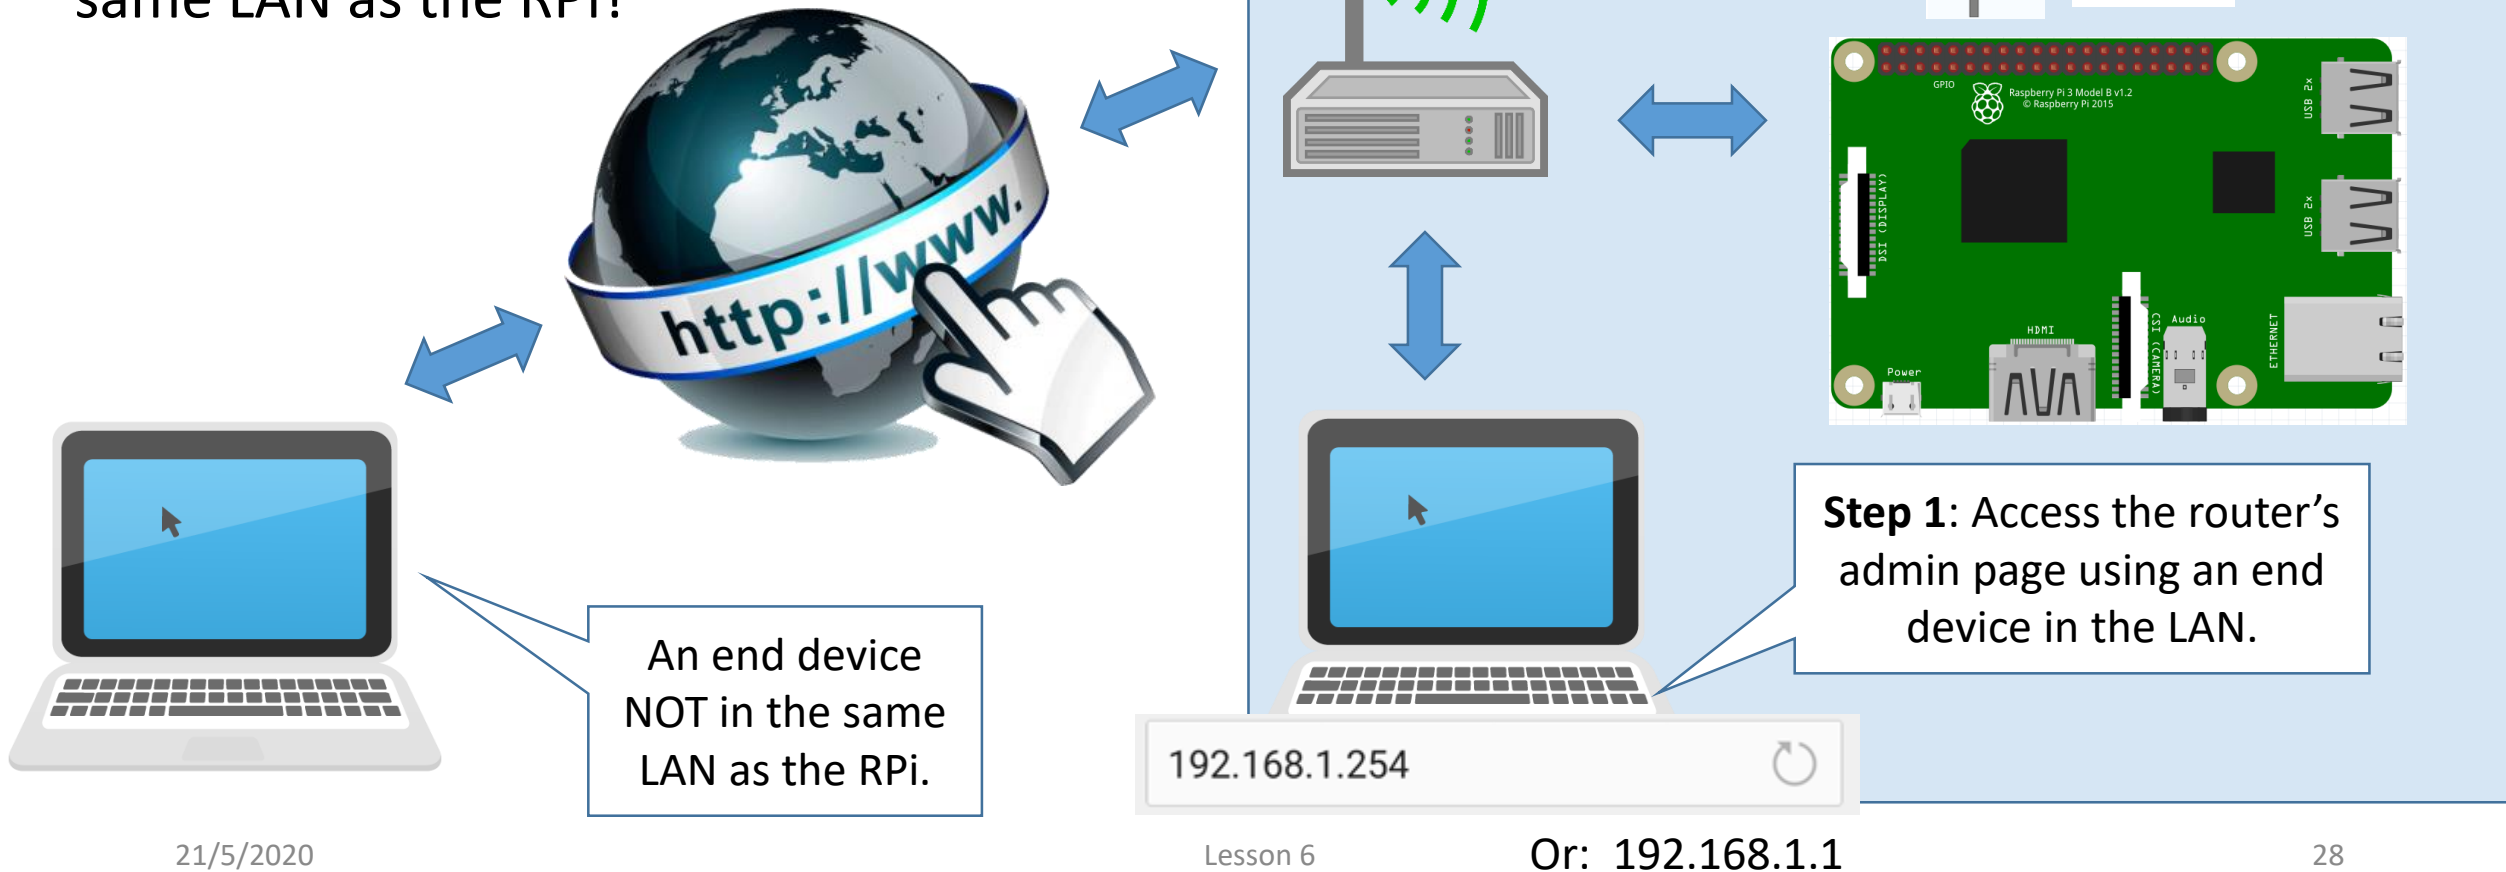 same LAN as the RPi?
http://www.
GPIO
Raspberry Pi 3 Model B v1.2
© Raspberry Pi 2015
USB 2x
DSI (DISPLAY)
USB 2x
HDMI
CSI (CAMERA)
Audio
ETHERNET
Power
Step 1: Access the router’s
admin page using an end
device in the LAN.
An end device
NOT in the same
LAN as the RPi.
192.168.1.254
21/5/2020
Lesson 6
Or: 192.168.1.1
28